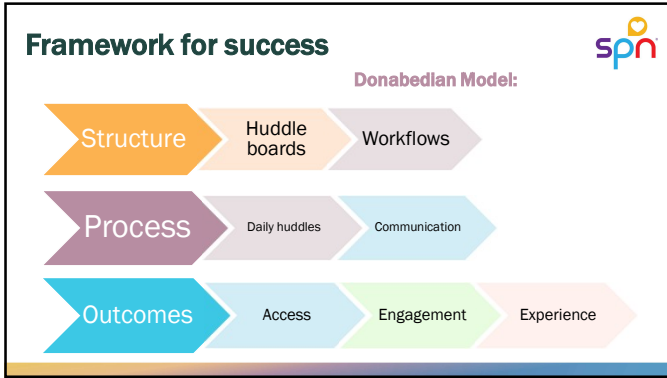 Framework for success
spn
Donabedian Model:
Structure
Huddle
boards
Workflows
Process
Daily huddles
Communication
Outcomes
Access
Engagement
Experience